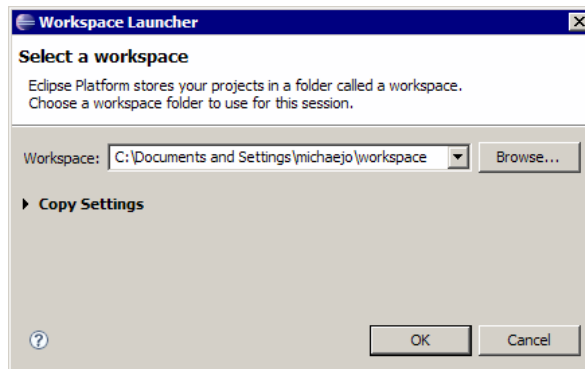 Workspace Launcher
Select a workspace
Eclipse Platform stores your projects in a folder called a workspace.
Choose a workspace folder to use for this session.
Workspace: C:\Documents and Settings\michaejo\workspace Browse...
Copy Settings
? OK Cancel